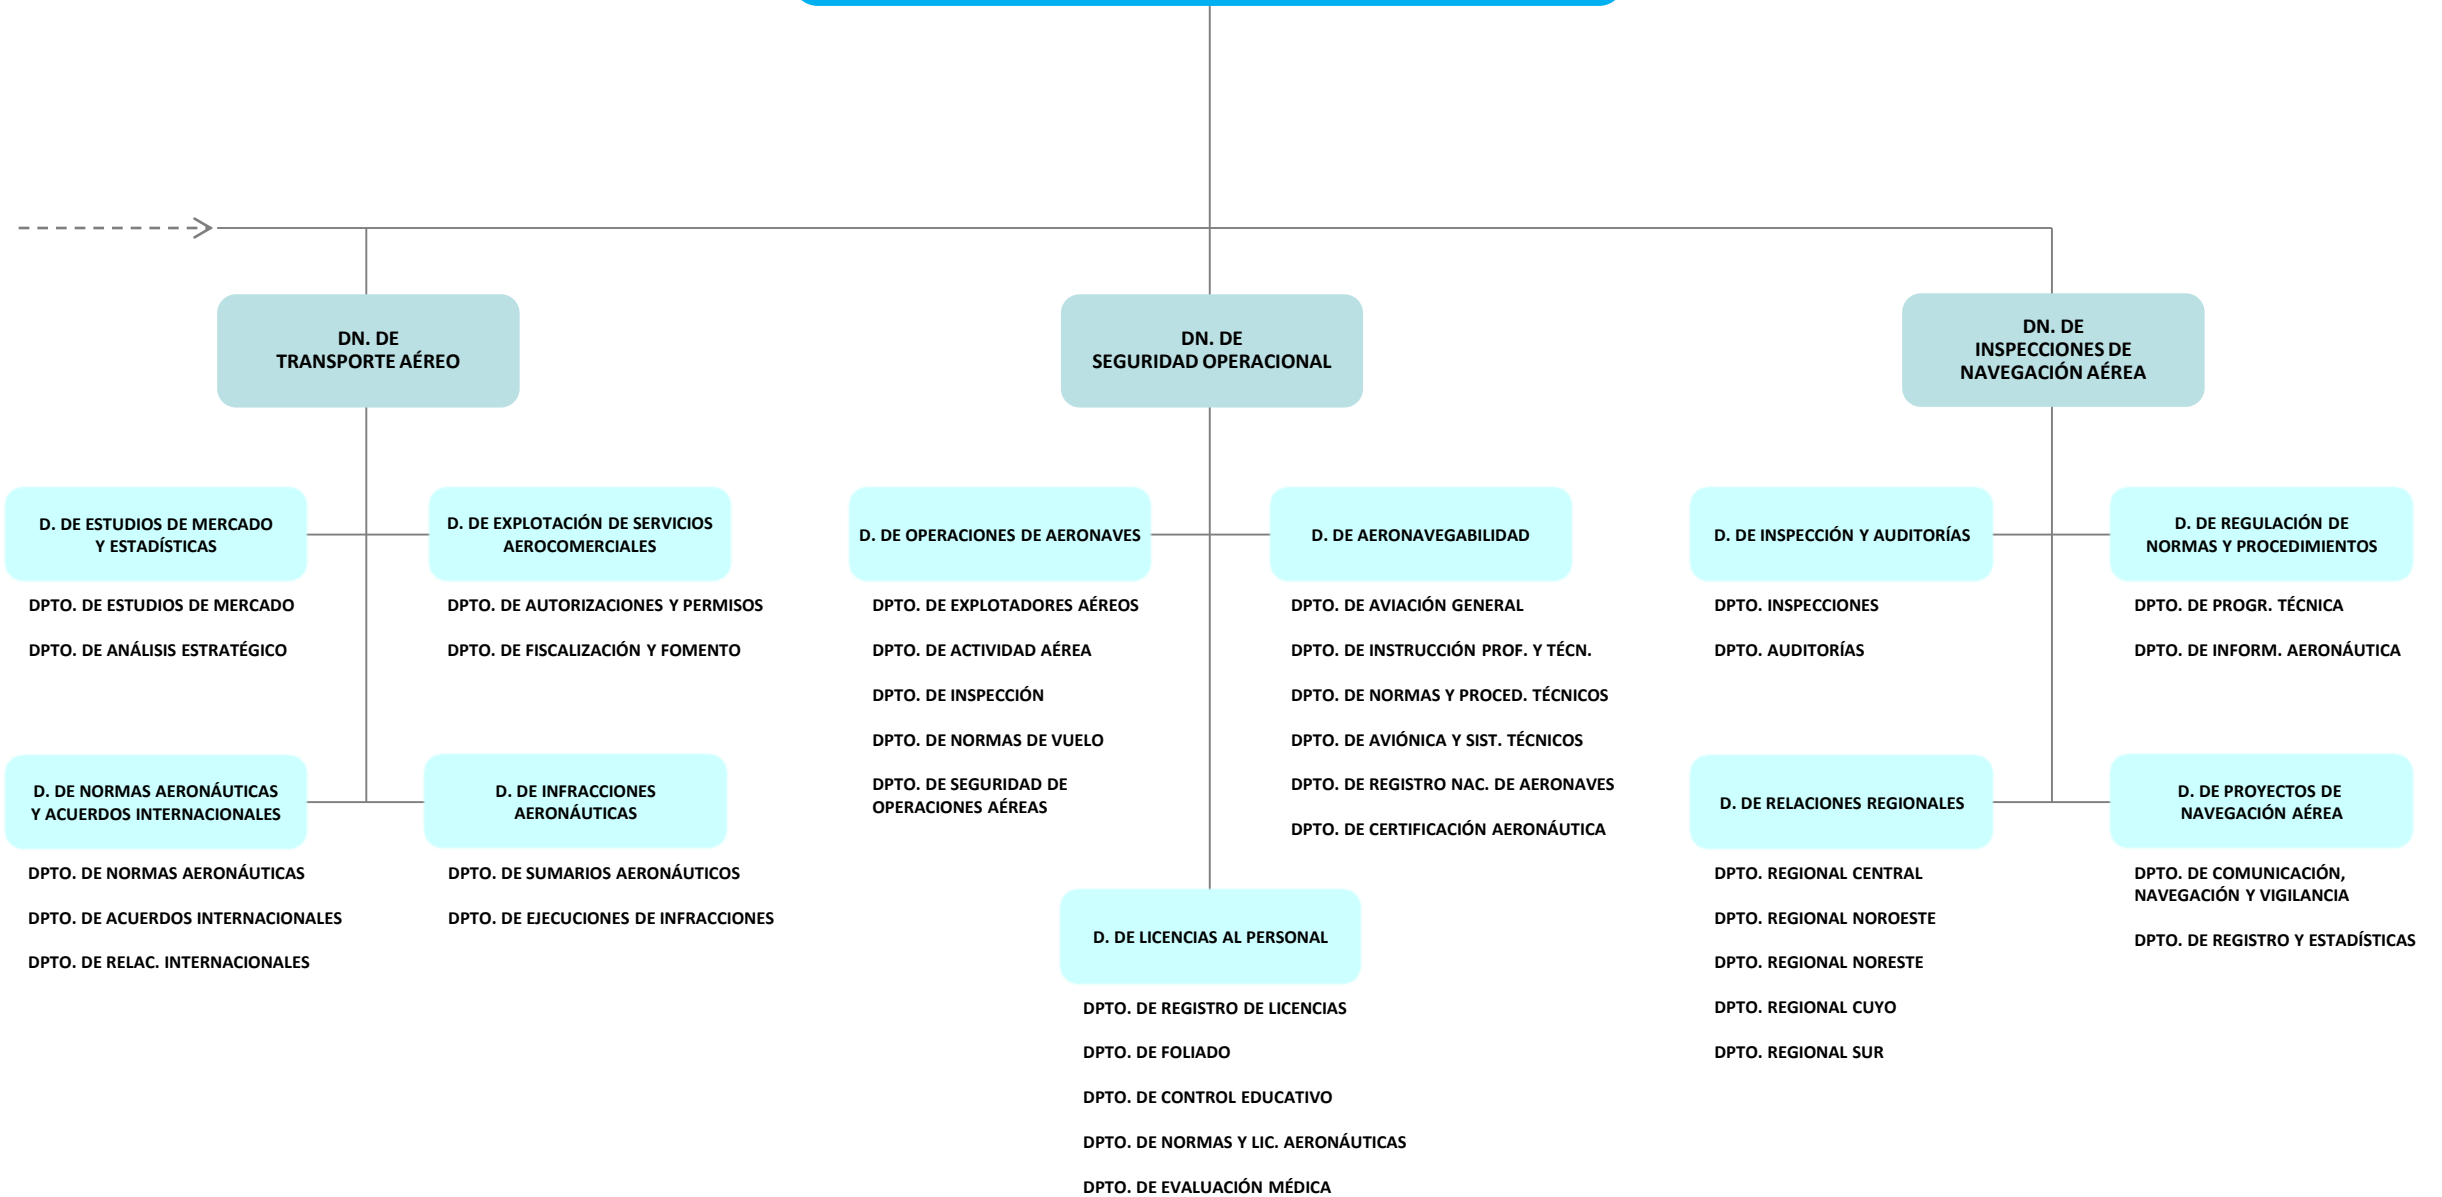 DN. DE
TRANSPORTE AÉREO
D. DE ESTUDIOS DE MERCADO
Y ESTADÍSTICAS
DPTO. DE ESTUDIOS DE MERCADO
DPTO. DE ANÁLISIS ESTRATÉGICO
D. DE EXPLOTACIÓN DE SERVICIOS
AEROCOMERCIALES
DPTO. DE AUTORIZACIONES Y PERMISOS
DPTO. DE FISCALIZACIÓN Y FOMENTO
D. DE NORMAS AERONÁUTICAS
Y ACUERDOS INTERNACIONALES
DPTO. DE NORMAS AERONÁUTICAS
DPTO. DE ACUERDOS INTERNACIONALES
DPTO. DE RELAC. INTERNACIONALES
D. DE INFRACCIONES
AERONÁUTICAS
DPTO. DE SUMARIOS AERONÁUTICOS
DPTO. DE EJECUCIONES DE INFRACCIONES
DN. DE
SEGURIDAD OPERACIONAL
D. DE OPERACIONES DE AERONAVES
DPTO. DE EXPLOTADORES AÉREOS
DPTO. DE ACTIVIDAD AÉREA
DPTO. DE INSPECCIÓN
DPTO. DE NORMAS DE VUELO
DPTO. DE SEGURIDAD DE
OPERACIONES AÉREAS
D. DE AERONAVEGABILIDAD
DPTO. DE AVIACIÓN GENERAL
DPTO. DE INSTRUCCIÓN PROF. Y TÉCN.
DPTO. DE NORMAS Y PROCED. TÉCNICOS
DPTO. DE AVIÓNICA Y SIST. TÉCNICOS
DPTO. DE REGISTRO NAC. DE AERONAVES
DPTO. DE CERTIFICACIÓN AERONÁUTICA
D. DE LICENCIAS AL PERSONAL
DPTO. DE REGISTRO DE LICENCIAS
DPTO. DE FOLIADO
DPTO. DE CONTROL EDUCATIVO
DPTO. DE NORMAS Y LIC. AERONÁUTICAS
DPTO. DE EVALUACIÓN MÉDICA
DN. DE
INSPECCIONES DE
NAVEGACIÓN AÉREA
D. DE INSPECCIÓN Y AUDITORÍAS
DPTO. INSPECCIONES
DPTO. AUDITORÍAS
D. DE REGULACIÓN DE
NORMAS Y PROCEDIMIENTOS
DPTO. DE PROGR. TÉCNICA
DPTO. DE INFORM. AERONÁUTICA
D. DE RELACIONES REGIONALES
DPTO. REGIONAL CENTRAL
DPTO. REGIONAL NOROESTE
DPTO. REGIONAL NORESTE
DPTO. REGIONAL CUYO
DPTO. REGIONAL SUR
D. DE PROYECTOS DE
NAVEGACIÓN AÉREA
DPTO. DE COMUNICACIÓN,
NAVEGACIÓN Y VIGILANCIA
DPTO. DE REGISTRO Y ESTADÍSTICAS